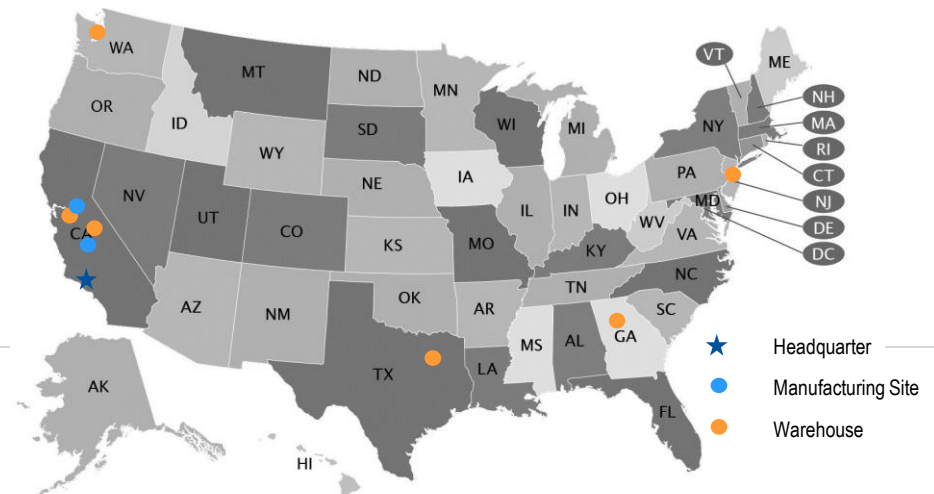 WA
MT
ND
MN
ME
VT
NH
OR
ID
SD
WI
MI
NY
MA
RI
WY
CT
IA
PA
NE
NJ
NV
UT
CO
IL
IN
OH
MD
DE
CA
KS
MO
WV
VA
DC
KY
NC
TN
AZ
NM
OK
AR
SC
MS
AL
GA
TX
LA
FL
AK
HI
Headquarter
Manufacturing Site
Warehouse